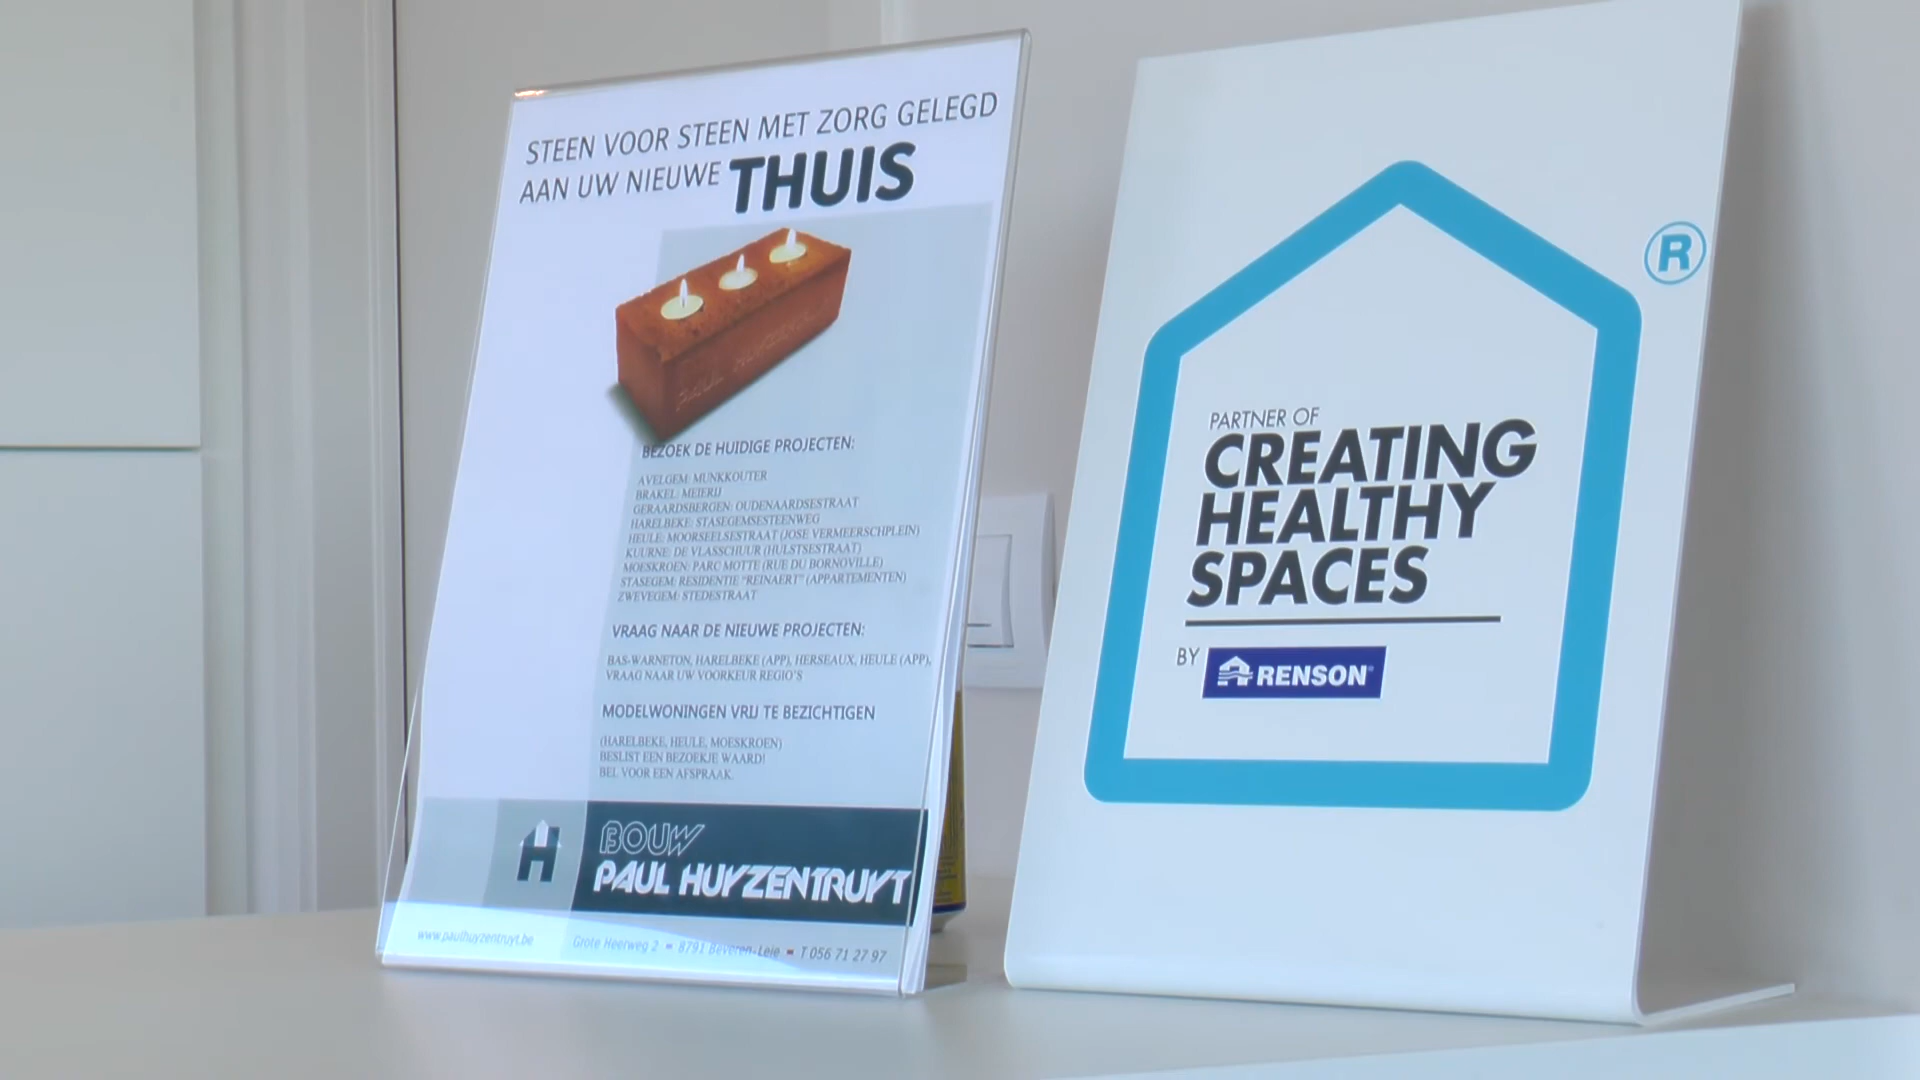 STEEN VOOR STEEN MET ZORG GELEGD
AAN UW NIEUWE THUIS
PAUL HUYZENTRUYT
BEZOEK DE HUIDIGE PROJECTEN:
AVELGEM: MUNKKOUTER
BRAKEL: MEIERIJ
GERAARDSBERGEN: OUDENAARDSESTRAAT
HARELBEKE: STASEGEMSESTEENWEG
HEULE: MOORSEELSESTRAAT (JOSE VERMEERSCHPLEIN)
KUURNE: DE VLASSCHUUR (HULSTSESTRAAT)
MOESKROEN: PARC MOTTE (RUE DU BORNOVILLE)
STASEGEM: RESIDENTIE "REINAERT" (APPARTEMENTEN)
ZWEVEGEM: STEDESTRAAT
VRAAG NAAR DE NIEUWE PROJECTEN:
BAS-WARNETON, HARELBEKE (APP), HERSEAUX, HEULE (APP),
VRAAG NAAR UW VOORKEUR REGIO'S
MODELWONINGEN VRIJ TE BEZICHTIGEN
(HARELBEKE, HEULE, MOESKROEN)
BESLIST EEN BEZOEKJE WAARD!
BEL VOOR EEN AFSPRAAK.
H
BOUW
PAUL HUYZENTRUYT
www.paulhuyzentruyt.be Grote Heerweg 2 - 8791 Beveren-Leie - T 056 71 27 97
®
PARTNER OF
CREATING
HEALTHY
SPACES
BY RENSON®